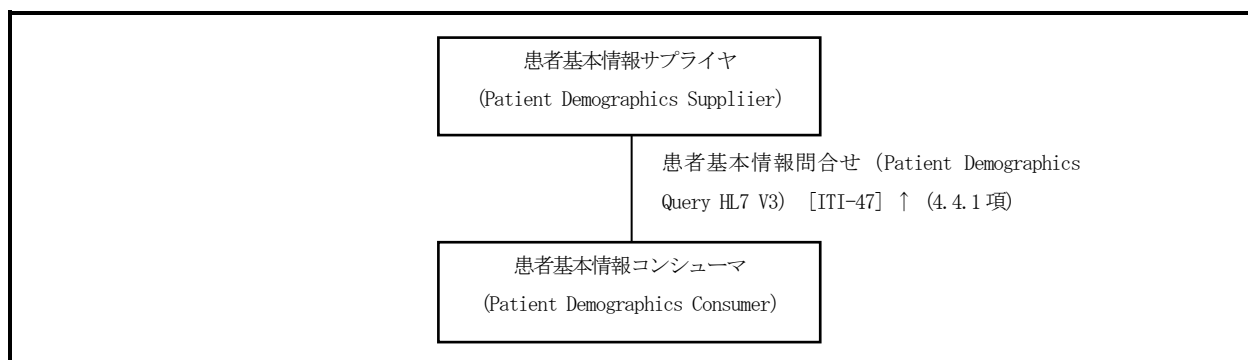 患者基本情報サプライヤ
(Patient Demographics Suppliier)
患者基本情報問合せ (Patient Demographics
Query HL7 V3) [ITI-47] ↑ (4.4.1項)
患者基本情報コンシューマ
(Patient Demographics Consumer)